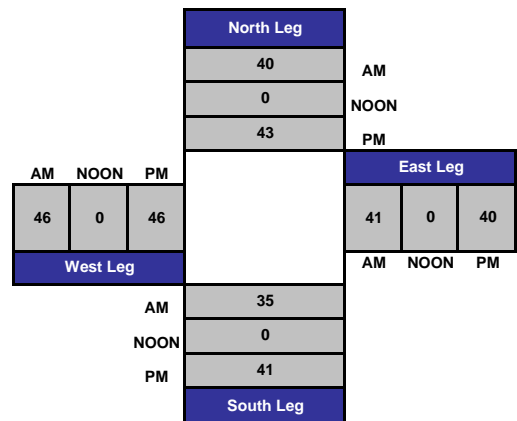 North Leg
40 AM
0 NOON
43 PM
AM NOON PM
East Leg
46 0 46
41 0 40
West Leg
AM NOON PM
AM 35
NOON 0
PM 41
South Leg